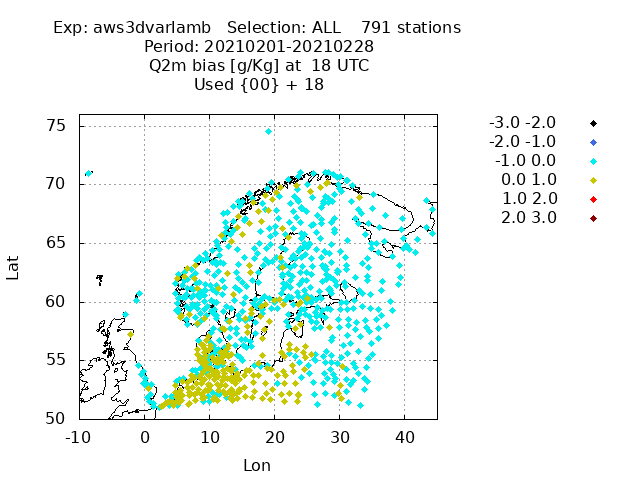 Exp: aws3dvarlamb Selection: ALL 791 stations
Period: 20210201-20210228
Q2m bias [g/Kg] at 18 UTC
Used {00} + 18
75
70
65
60
55
50
Lat
-10 0 10 20 30 40
Lon
-3.0 -2.0
-2.0 -1.0
-1.0 0.0
0.0 1.0
1.0 2.0
2.0 3.0